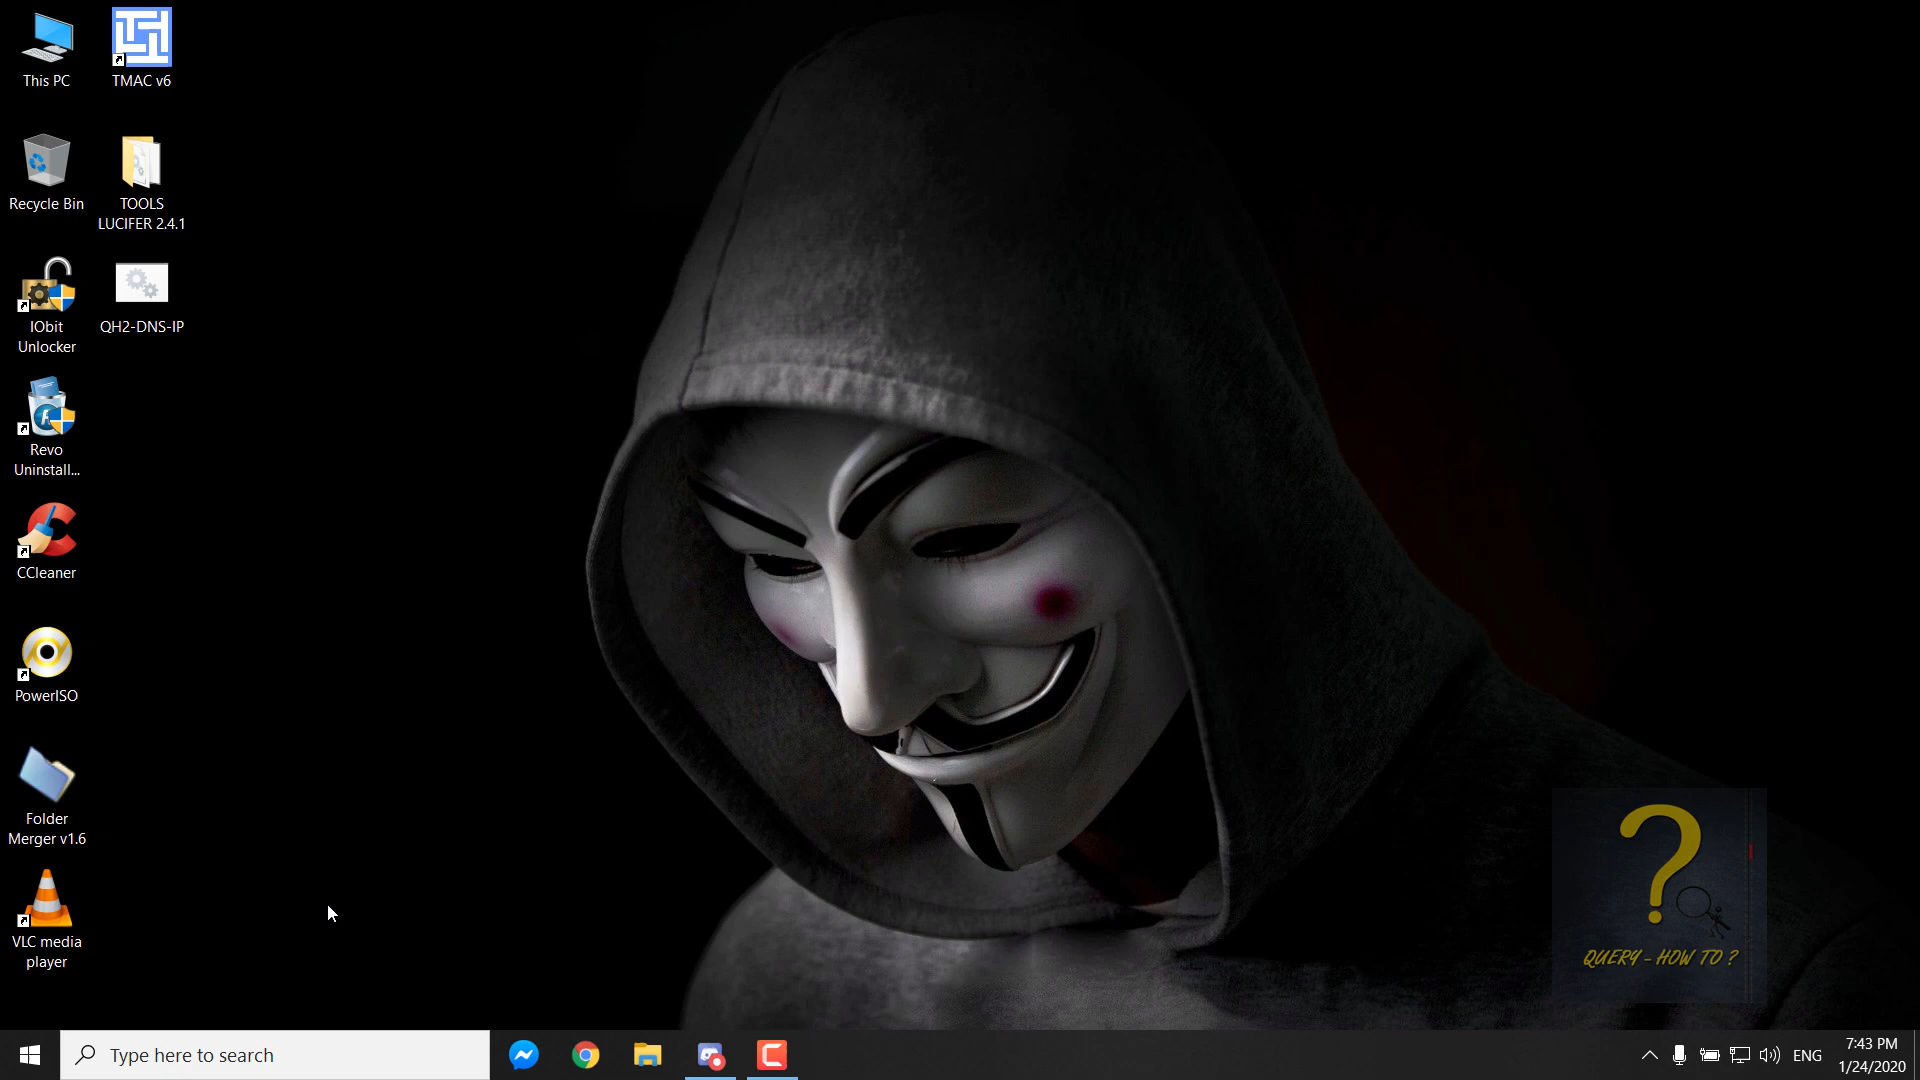 This PC
TMAC v6
Recycle Bin
TOOLS
LUCIFER 2.4.1
IObit
Unlocker
QH2-DNS-IP
Revo
Uninstall...
CCleaner
PowerISO
Folder
Merger v1.6
VLC media
player
QUERY - HOW TO ?
Type here to search
ENG
7:43 PM
1/24/2020